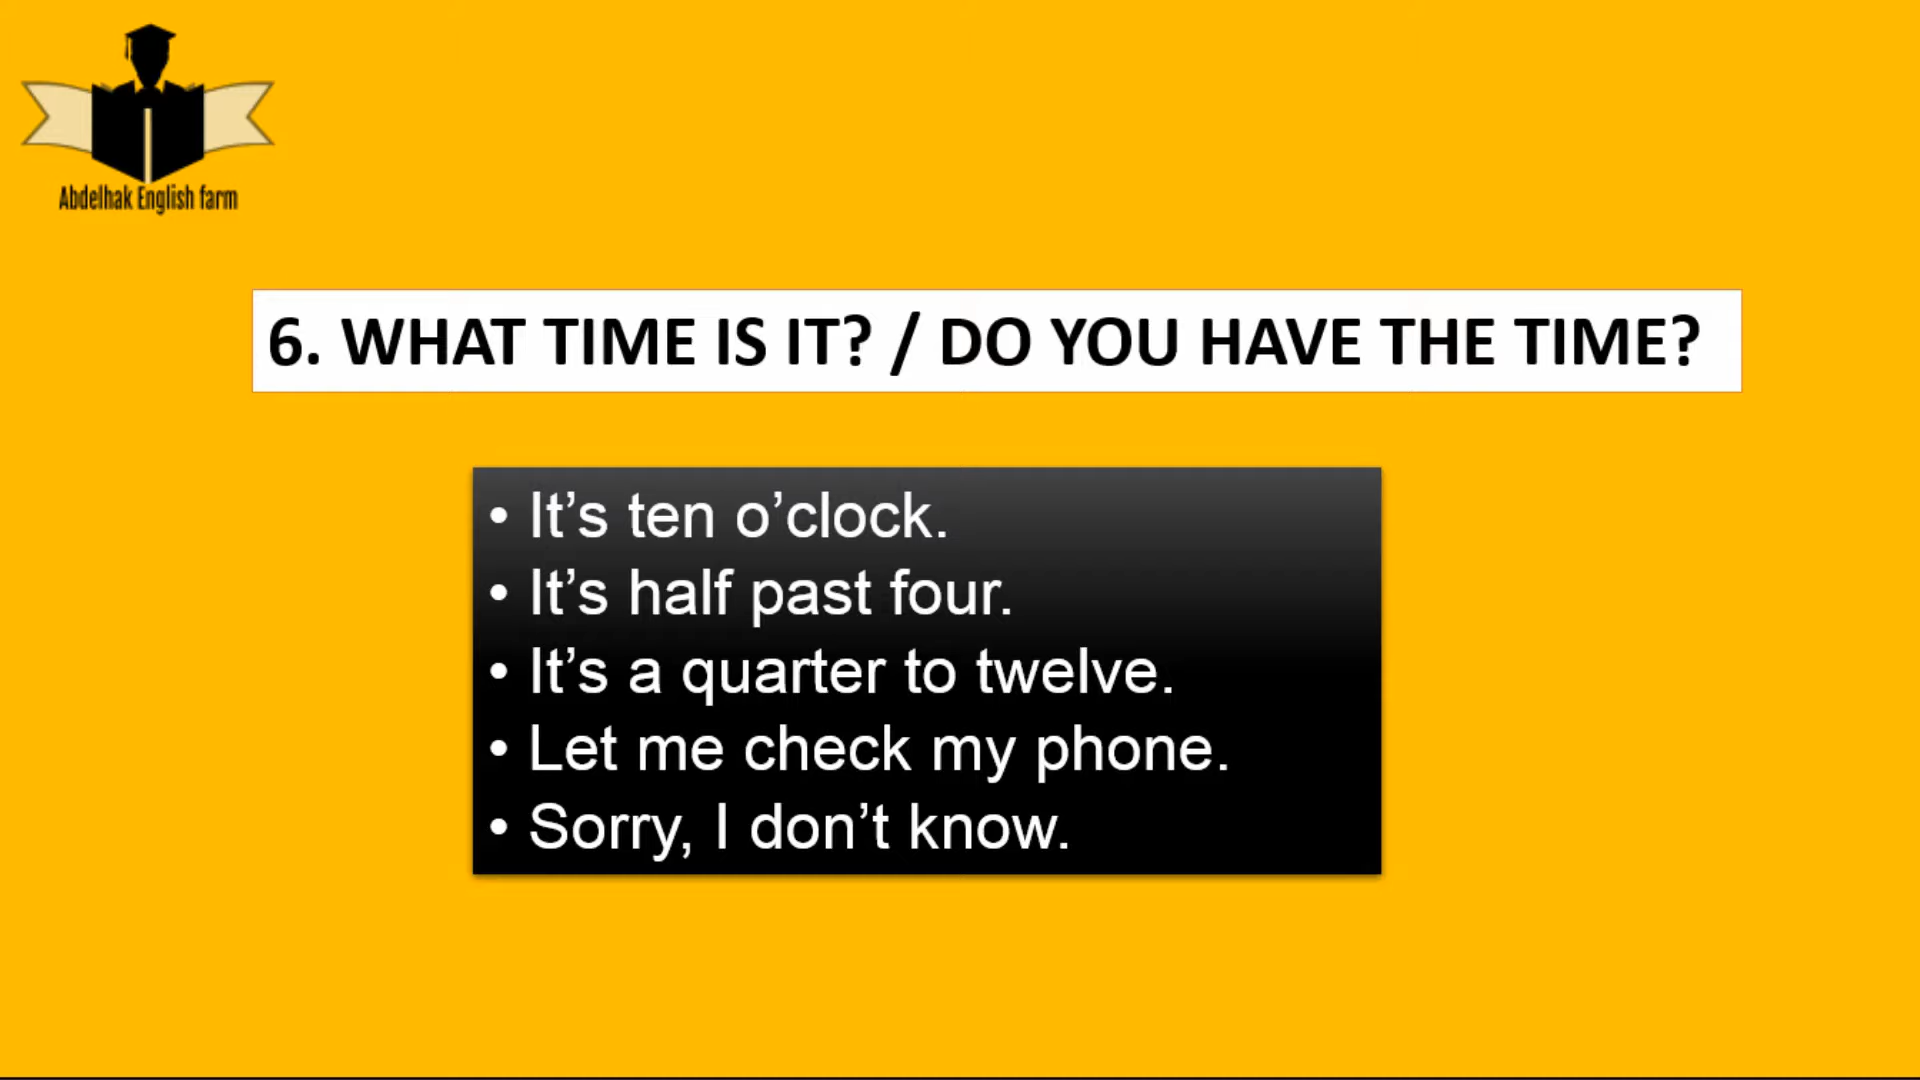 Abdelhak English farm
6. WHAT TIME IS IT? / DO YOU HAVE THE TIME?
• It’s ten o’clock.
• It’s half past four.
• It’s a quarter to twelve.
• Let me check my phone.
• Sorry, I don’t know.